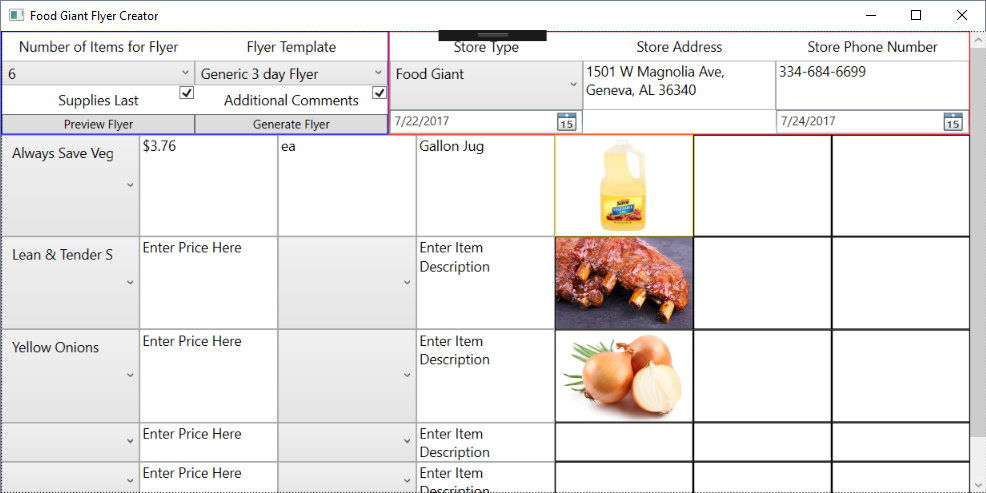 Food Giant Flyer Creator
Number of Items for Flyer
Flyer Template
Store Type
Store Address
Store Phone Number
6
Generic 3 day Flyer
Food Giant
1501 W Magnolia Ave,
Geneva, AL 36340
334-684-6699
Supplies Last
Additional Comments
Preview Flyer
Generate Flyer
7/22/2017
15
7/24/2017
15
Always Save Veg
$3.76
ea
Gallon Jug
Save
Lean & Tender S
Enter Price Here
Enter Item
Description
Yellow Onions
Enter Price Here
Enter Item
Description
Enter Price Here
Enter Item
Description
Enter Price Here
Enter Item
Description